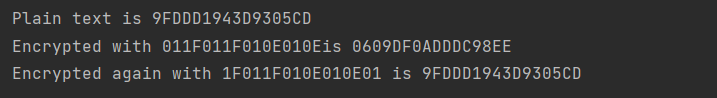 Plain text is 9FDDD1943D9305CD
Encrypted with 011F011F010E010Eis 0609DF0ADDDC98EE
Encrypted again with 1F011F010E010E01 is 9FDDD1943D9305CD